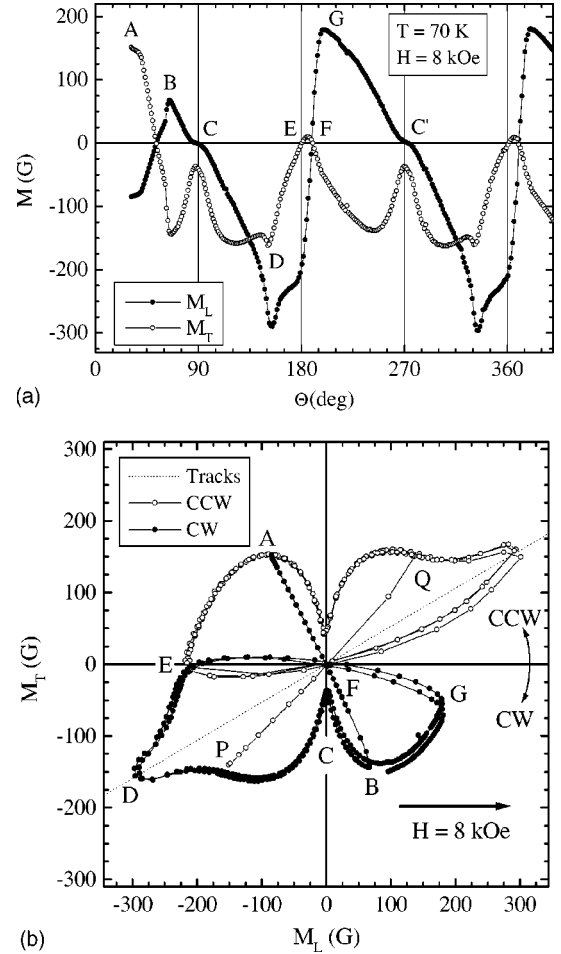 200
100
0
-100
-200
-300
M (G)
A
B
C
D
E
F
G
C'
T = 70 K
H = 8 kOe
M_L
M_T
0
90
180
270
360
Θ(deg)
(a)
300
200
100
0
-100
-200
-300
M_T (G)
Tracks
CCW
CW
A
Q
CCW
E
F
G
CW
P
C
D
B
H = 8 kOe
-300
-200
-100
0
100
200
300
M_L (G)
(b)